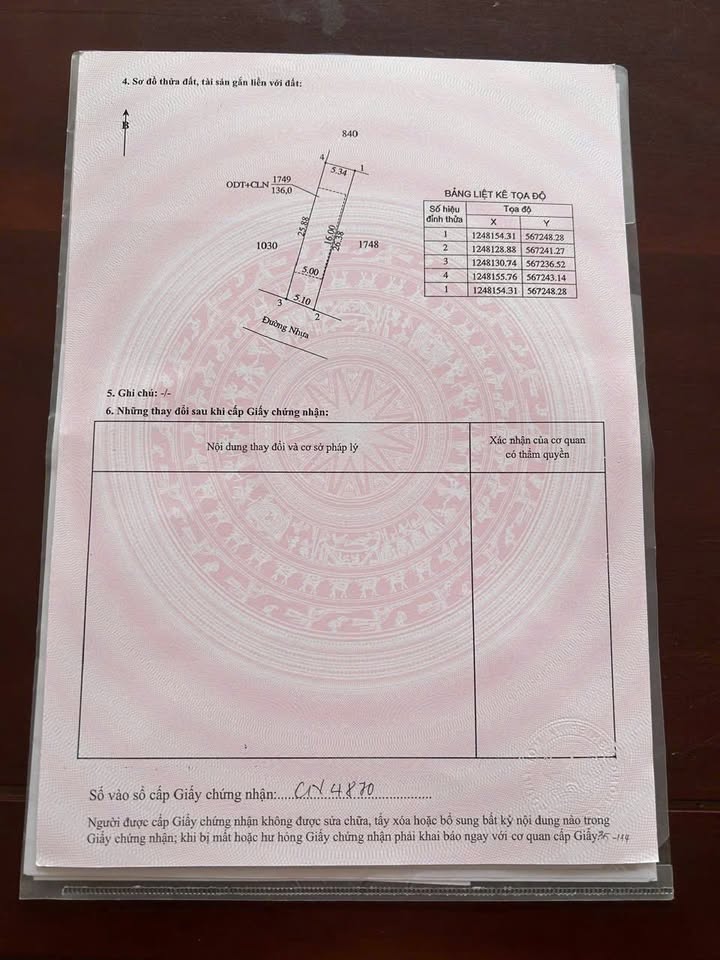 4. Sơ đồ thửa đất, tài sản gắn liền với đất:
B
840
4
5.34
1
ODT+CLN
1749
136,0
25.88
16.00
26.38
1030
1748
5.00
3
5.10
2
Đường Nhựa
BẢNG LIỆT KÊ TỌA ĐỘ
Số hiệu đỉnh thửa Tọa độ
X Y
1 1248154.31 567248.28
2 1248128.88 567241.27
3 1248130.74 567236.52
4 1248155.76 567243.14
1 1248154.31 567248.28
5. Ghi chú: -/-
6. Những thay đổi sau khi cấp Giấy chứng nhận:
Nội dung thay đổi và cơ sở pháp lý
Xác nhận của cơ quan
có thẩm quyền
Số vào sổ cấp Giấy chứng nhận: CN 4870
Người được cấp Giấy chứng nhận không được sửa chữa, tẩy xóa hoặc bổ sung bất kỳ nội dung nào trong
Giấy chứng nhận; khi bị mất hoặc hư hỏng Giấy chứng nhận phải khai báo ngay với cơ quan cấp Giấy.